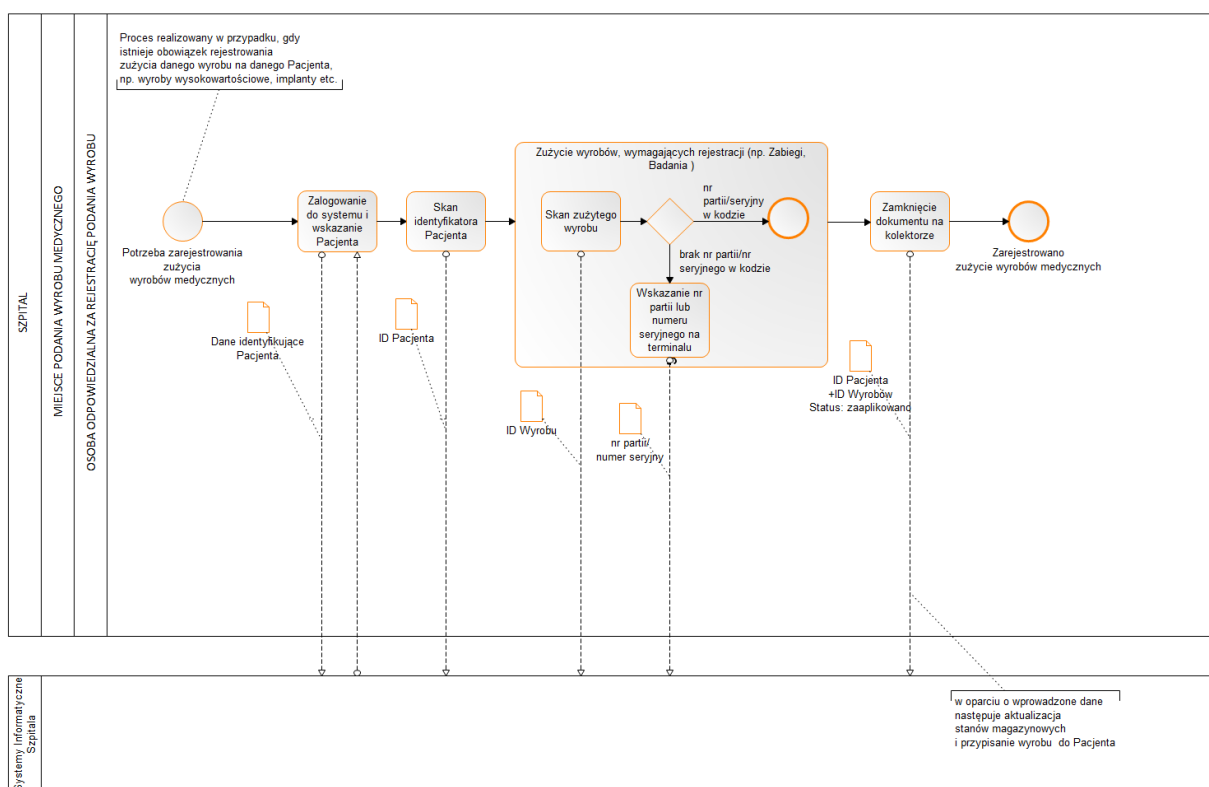 SZPITAL
MIEJSCE PODANIA WYROBU MEDYCZNEGO
OSOBA ODPOWIEDZIALNA ZA REJESTRACJĘ PODANIA WYROBU
Proces realizowany w przypadku, gdy
istnieje obowiązek rejestrowania
zużycia danego wyrobu na danego Pacjenta,
np. wyroby wysokowartościowe, implanty etc.
Potrzeba zarejestrowania
zużycia
wyrobów medycznych
Zalogowanie
do systemu i
wskazanie
Pacjenta
Skan
identyfikatora
Pacjenta
Zużycie wyrobów, wymagających rejestracji (np. Zabiegi,
Badania )
Skan zużytego
wyrobu
nr
partii/seryjny
w kodzie
brak nr partii/nr
seryjnego w kodzie
Wskazanie nr
partii lub
numeru
seryjnego na
terminalu
Zamknięcie
dokumentu na
kolektorze
Zarejestrowano
zużycie wyrobów medycznych
Dane identyfikujące
Pacjenta
ID Pacjenta
ID Wyrobu
nr partii/
numer seryjny
ID Pacjenta
+ID Wyrobów
Status: zaaplikowano
Systemy Informatyczne
Szpitala
w oparciu o wprowadzone dane
następuje aktualizacja
stanów magazynowych
i przypisanie wyrobu  do Pacjenta